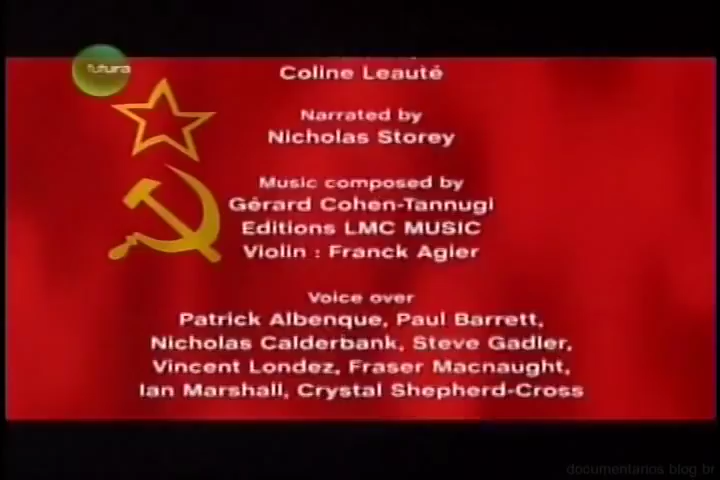 futura
Coline Leauté
Narrated by
Nicholas Storey
Music composed by
Gérard Cohen-Tannugi
Editions LMC MUSIC
Violin : Franck Agier
Voice over
Patrick Albenque, Paul Barrett,
Nicholas Calderbank, Steve Gadler,
Vincent Londez, Fraser Macnaught,
Ian Marshall, Crystal Shepherd-Cross
documentarios.blog.br